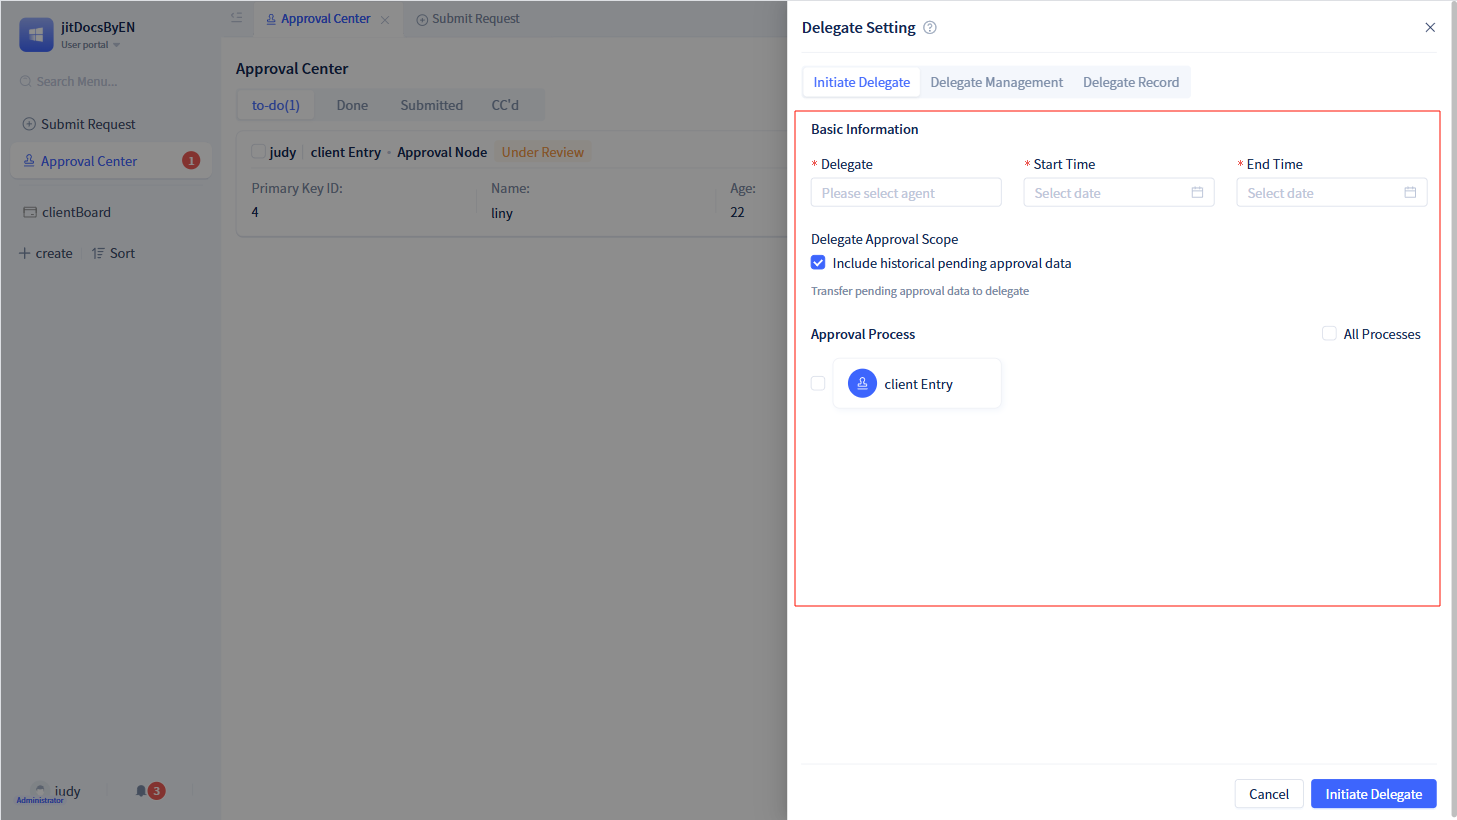 jitDocsByEN
User portal
Search Menu...
Submit Request
Approval Center 1
clientBoard
create Sort
judy 3
Administrator
Approval Center Submit Request
Approval Center
to-do(1) Done Submitted CC'd
judy client Entry • Approval Node Under Review
Primary Key ID: Name: Age:
4 liny 22
Delegate Setting
Initiate Delegate Delegate Management Delegate Record
Basic Information
* Delegate * Start Time * End Time
Please select agent Select date Select date
Delegate Approval Scope
Include historical pending approval data
Transfer pending approval data to delegate
Approval Process All Processes
client Entry
Cancel Initiate Delegate